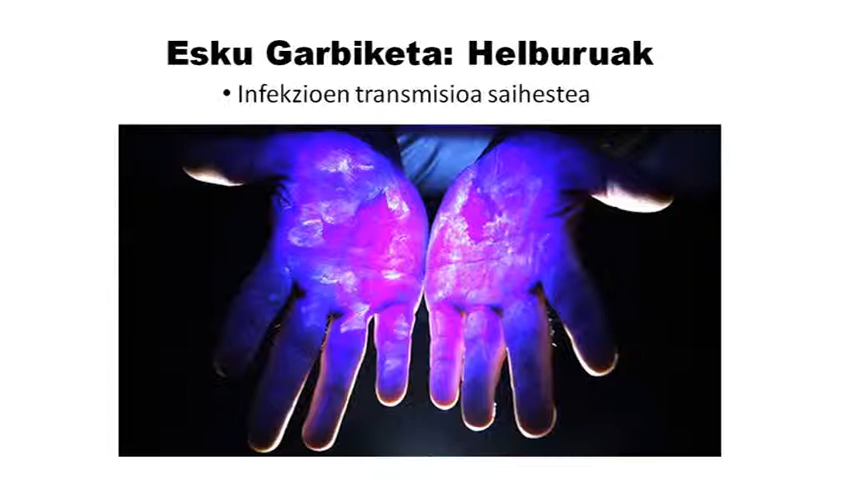 Esku Garbiketa: Helburuak
• Infekzioen transmisioa saihestea